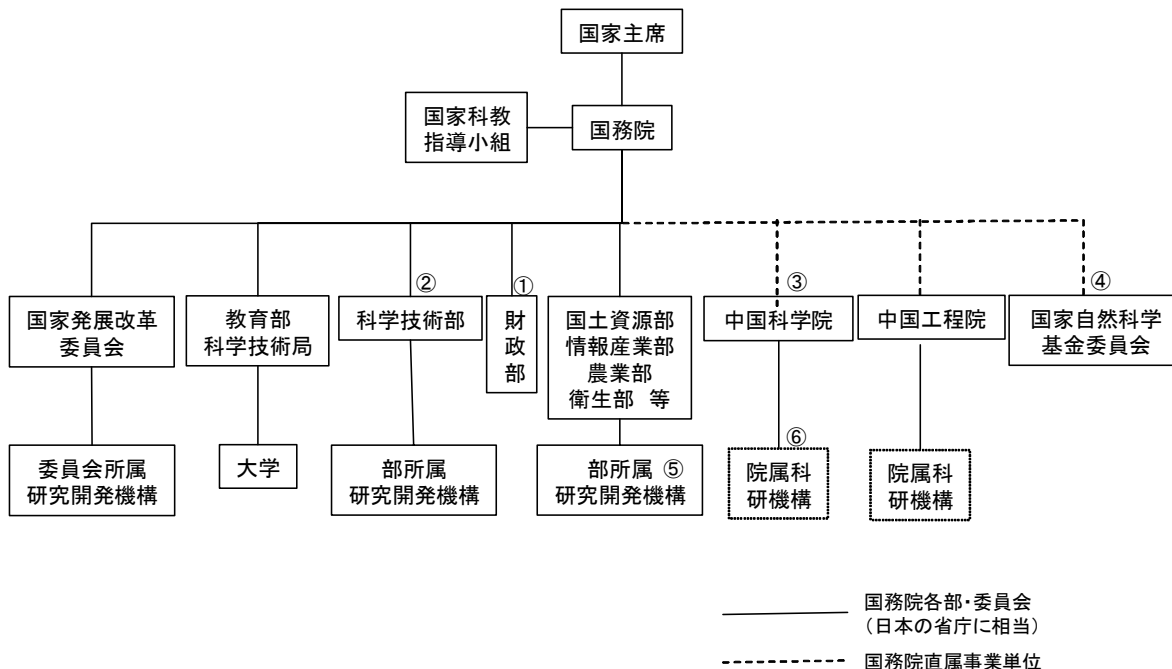 国家主席
国家科教
指導小組
国務院
国家発展改革
委員会
教育部
科学技術局
②
科学技術部
①
財
政
部
国土資源部
情報産業部
農業部
衛生部 等
③
中国科学院
中国工程院
④
国家自然科学
基金委員会
委員会所属
研究開発機構
大学
部所属
研究開発機構
部所属 ⑤
研究開発機構
⑥
院属科
研機構
院属科
研機構
国務院各部・委員会
（日本の省庁に相当）
国務院直属事業単位